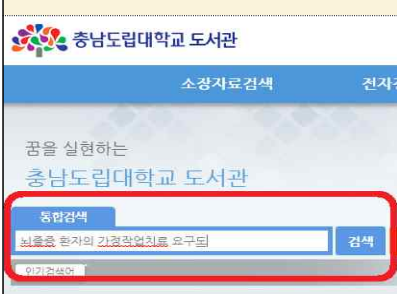 충남도립대학교 도서관
소장자료검색 전자
꿈을 실현하는
충남도립대학교 도서관
통합검색
뇌졸중 환자의 가정작업치료 요구도 검색
인기검색어